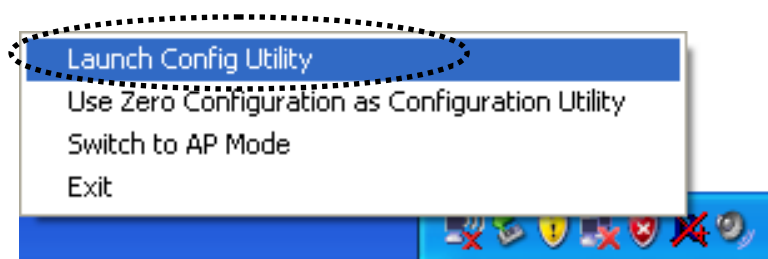 Launch Config Utility
Use Zero Configuration as Configuration Utility
Switch to AP Mode
Exit